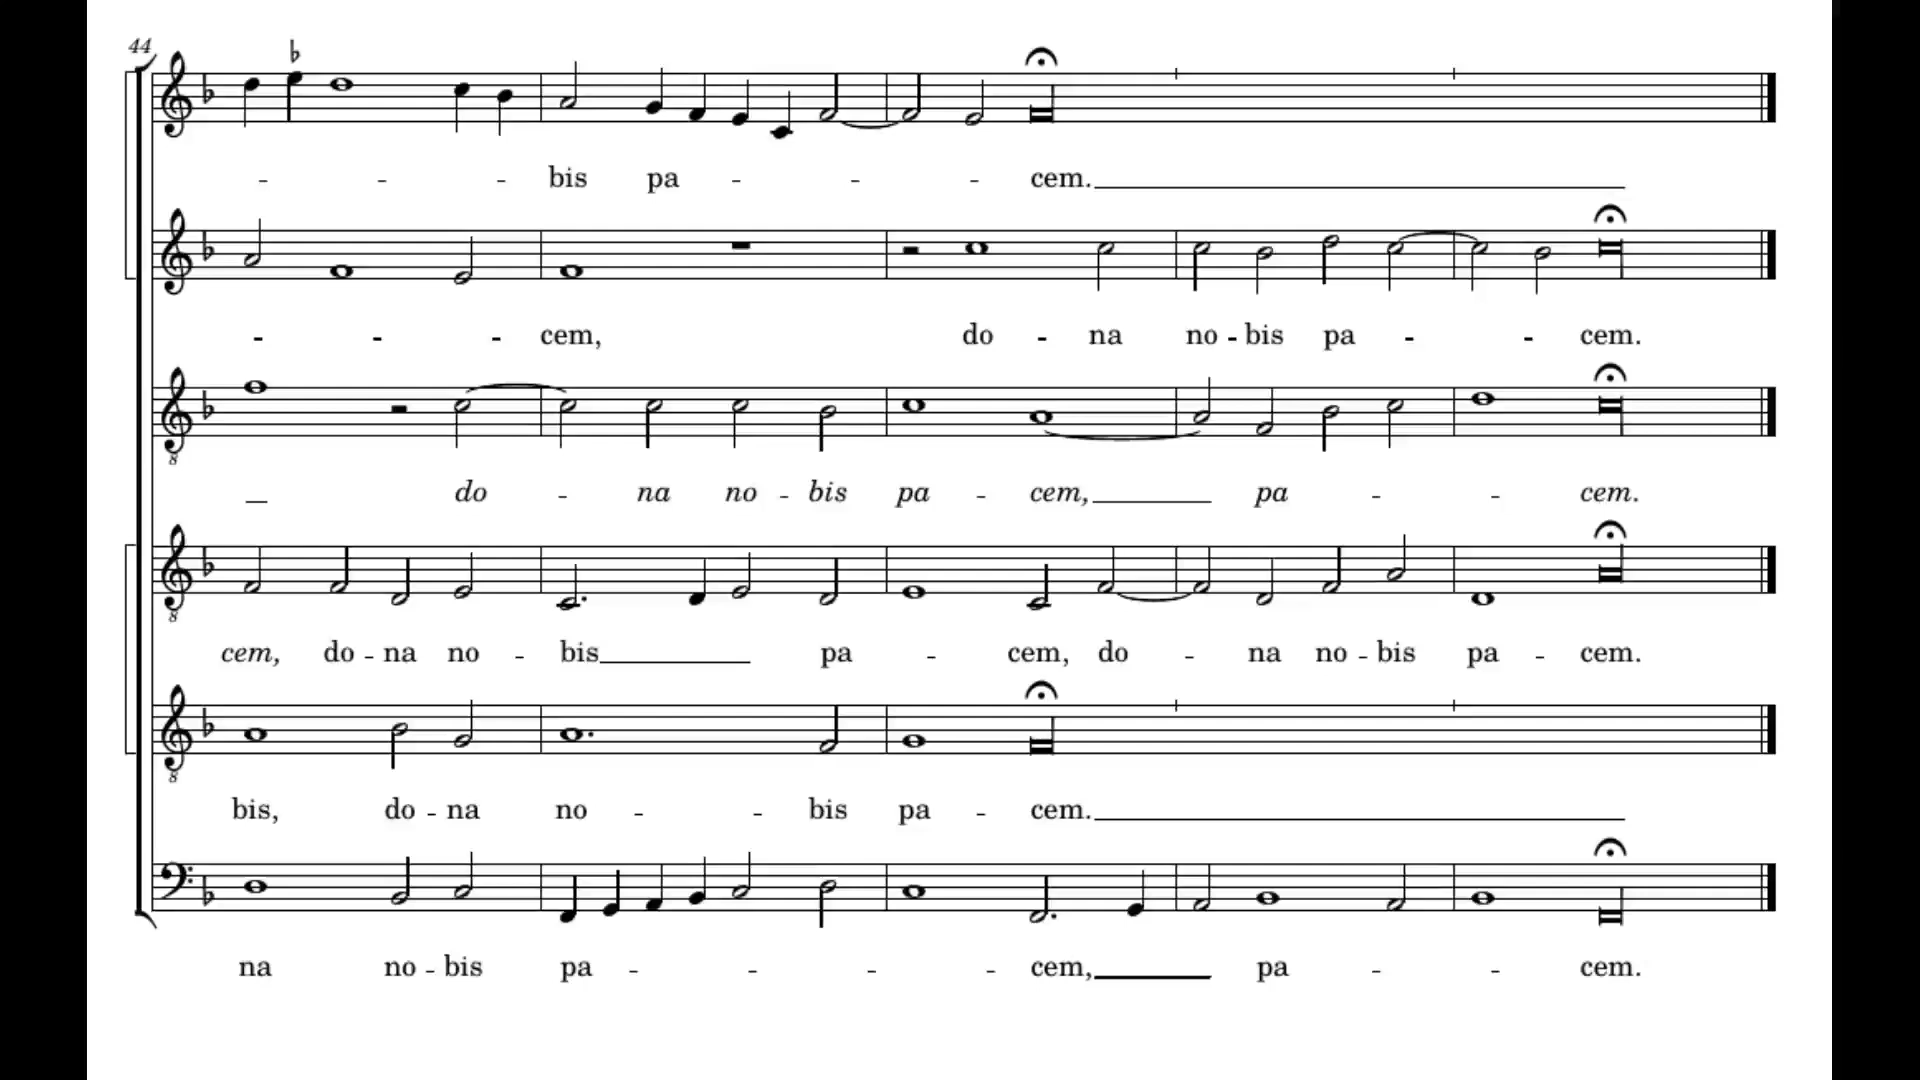 44
- - - bis pa - - - cem.
- - - cem, do - na no - bis pa - - cem.
do - na no - bis pa - cem, pa - - cem.
cem, do - na no - bis pa - cem, do - na no - bis pa - cem.
bis, do - na no - - bis pa - cem.
na no - bis pa - - - - cem, pa - - cem.